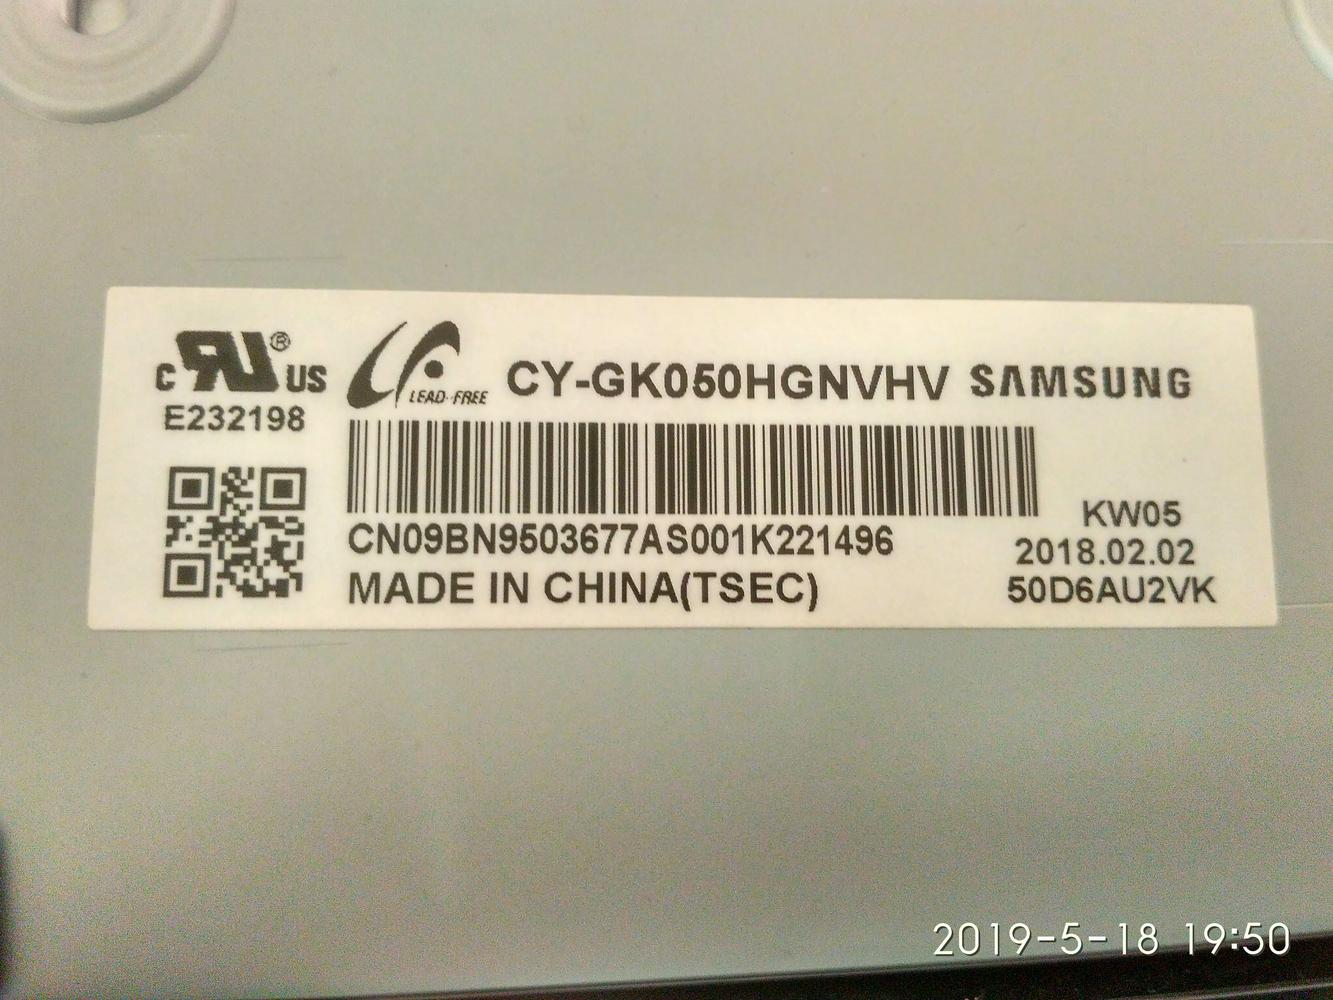 c RU® US
E232198
LEAD-FREE
CY-GK050HGNVHV SAMSUNG
CN09BN9503677AS001K221496
MADE IN CHINA(TSEC)
KW05
2018.02.02
50D6AU2VK
2019-5-18 19:50